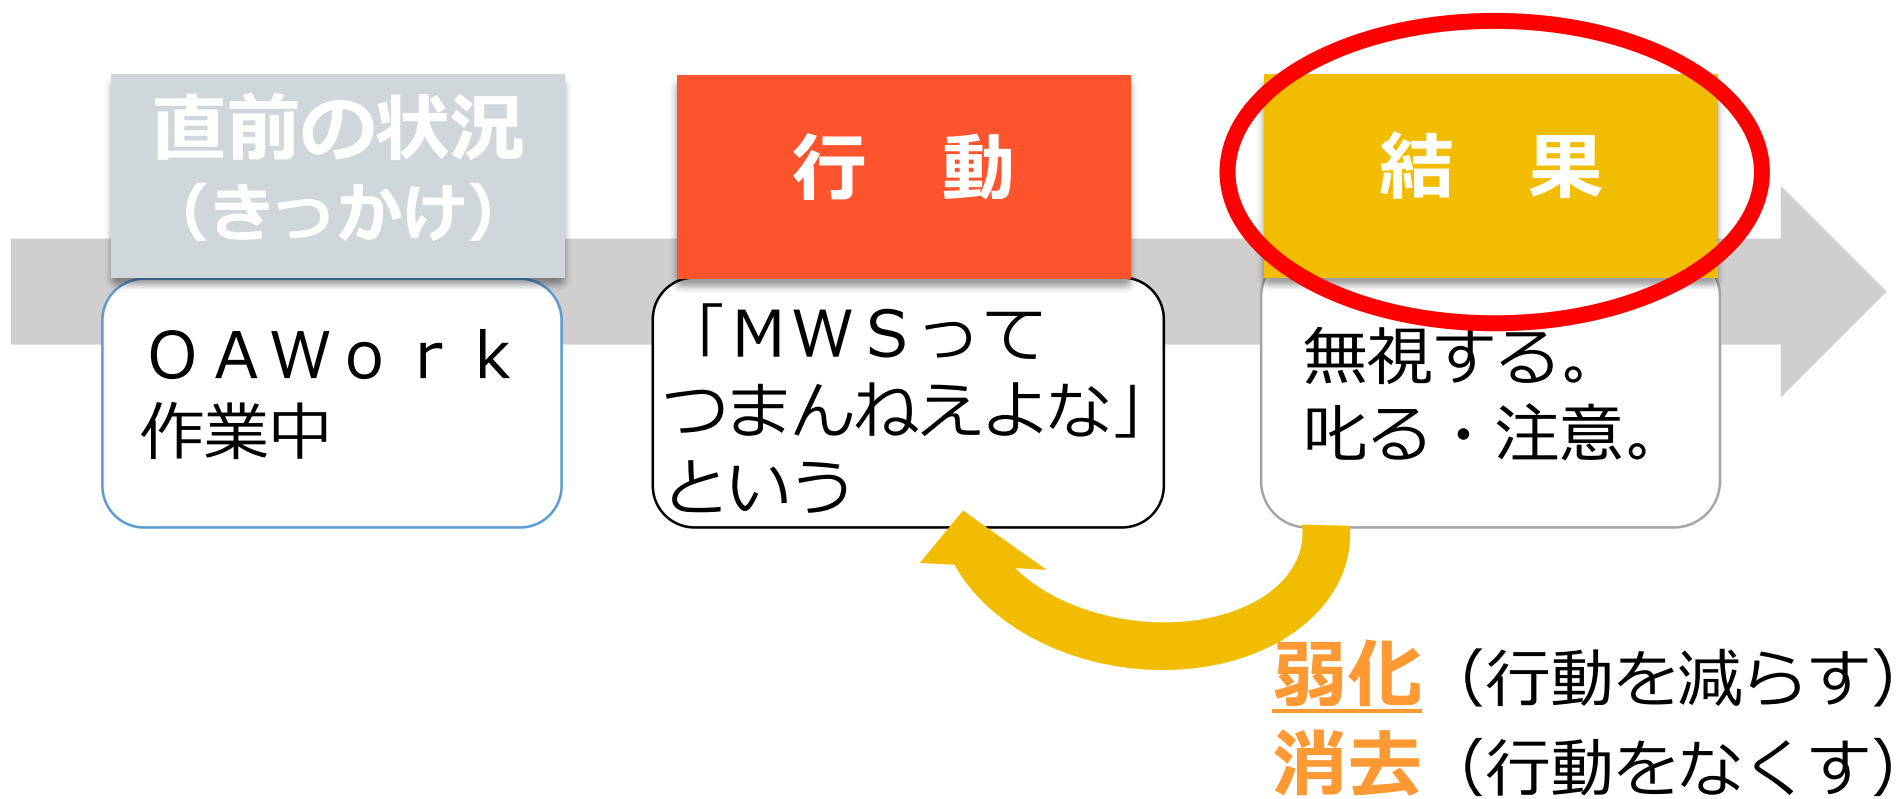 直前の状況
（きっかけ）
行　動
結　果
ＯＡＷｏｒｋ
作業中
「ＭＷＳって
つまんねえよな」
という
無視する。
叱る・注意。
弱化（行動を減らす）
消去（行動をなくす）